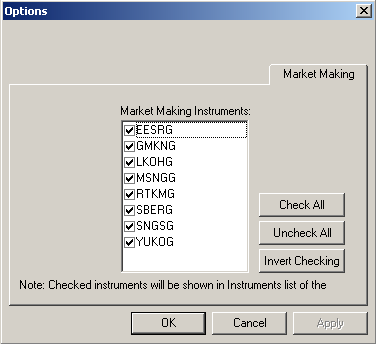 Options
Market Making
Market Making Instruments:
EESRG
GMKNG
LKOHG
MSNGG
RTKMG
SBERG
SNGSG
YUKOG
Check All
Uncheck All
Invert Checking
Note: Checked instruments will be shown in Instruments list of the
OK
Cancel
Apply